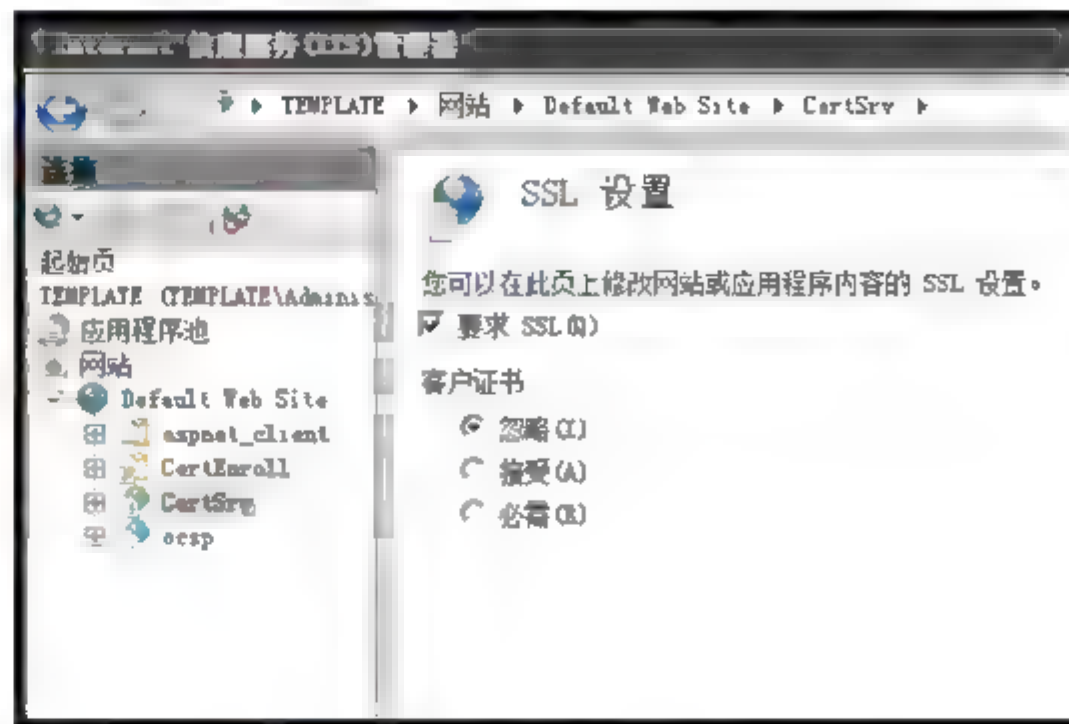 Internet 信息服务(IIS)管理器
TEMPLATE 网站 Default Web Site CertSrv
连接
SSL 设置
起始页
您可以在此页上修改网站或应用程序内容的 SSL 设置。
TEMPLATE (TEMPLATE\Adminis
要求 SSL(Q)
应用程序池
网站
客户证书
Default Web Site
忽略(I)
aspnet_client
接受(A)
CertEnroll
必需(R)
CertSrv
ocsp